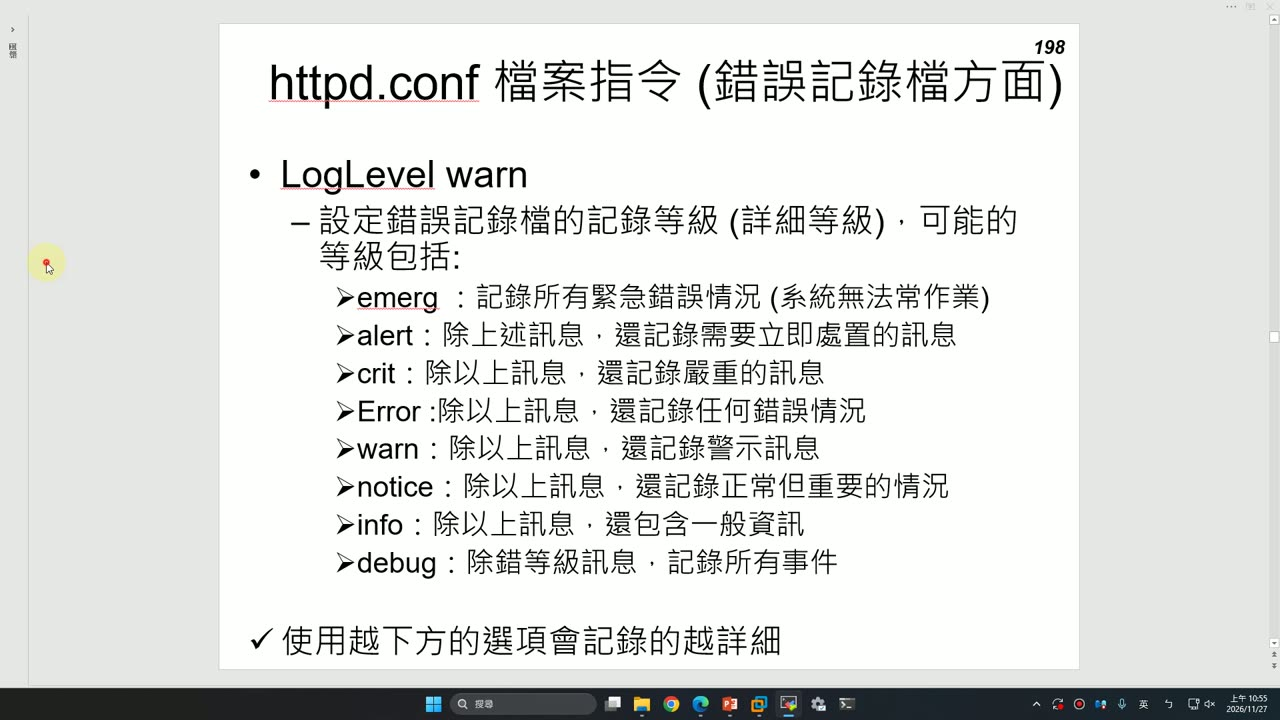 198
httpd.conf 檔案指令 (錯誤記錄檔方面)
• LogLevel warn
– 設定錯誤記錄檔的記錄等級 (詳細等級)，可能的
等級包括:
➢emerg ：記錄所有緊急錯誤情況 (系統無法常作業)
➢alert：除上述訊息，還記錄需要立即處置的訊息
➢crit：除以上訊息，還記錄嚴重的訊息
➢Error :除以上訊息，還記錄任何錯誤情況
➢warn：除以上訊息，還記錄警示訊息
➢notice：除以上訊息，還記錄正常但重要的情況
➢info：除以上訊息，還包含一般資訊
➢debug：除錯等級訊息，記錄所有事件
✓ 使用越下方的選項會記錄的越詳細
搜尋
英
ㄅ
上午 10:55
2026/11/27